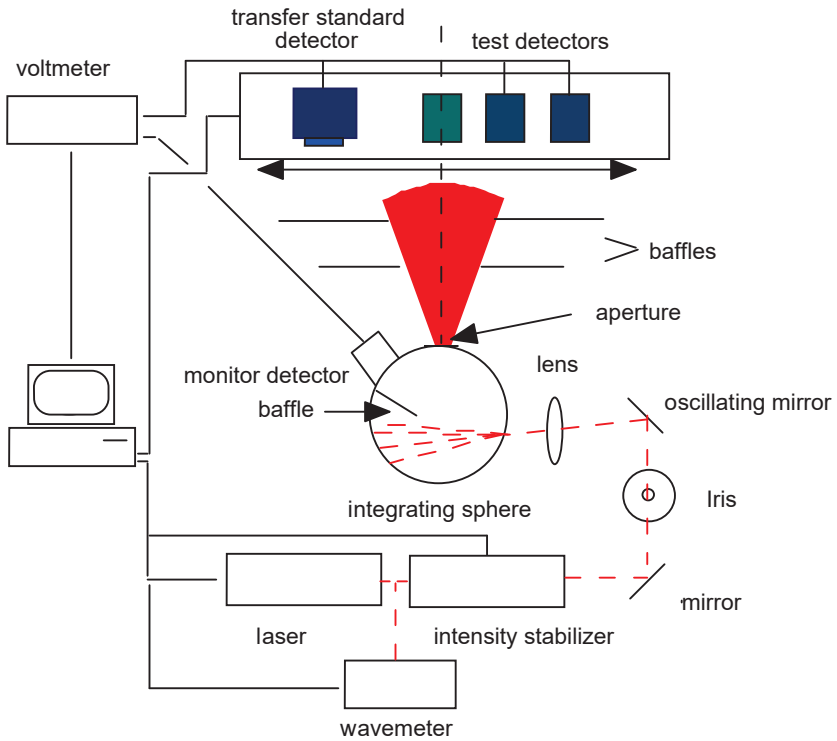 transfer standard
detector
test detectors
voltmeter
baffles
aperture
lens
monitor detector
baffle
oscillating mirror
integrating sphere
Iris
mirror
laser
intensity stabilizer
wavemeter